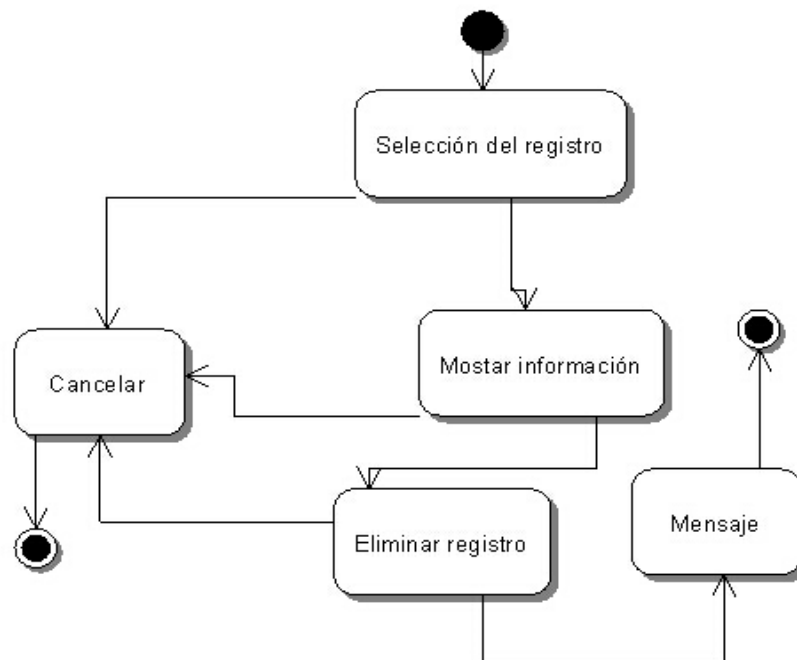 Selección del registro
Mostar información
Cancelar
Eliminar registro
Mensaje